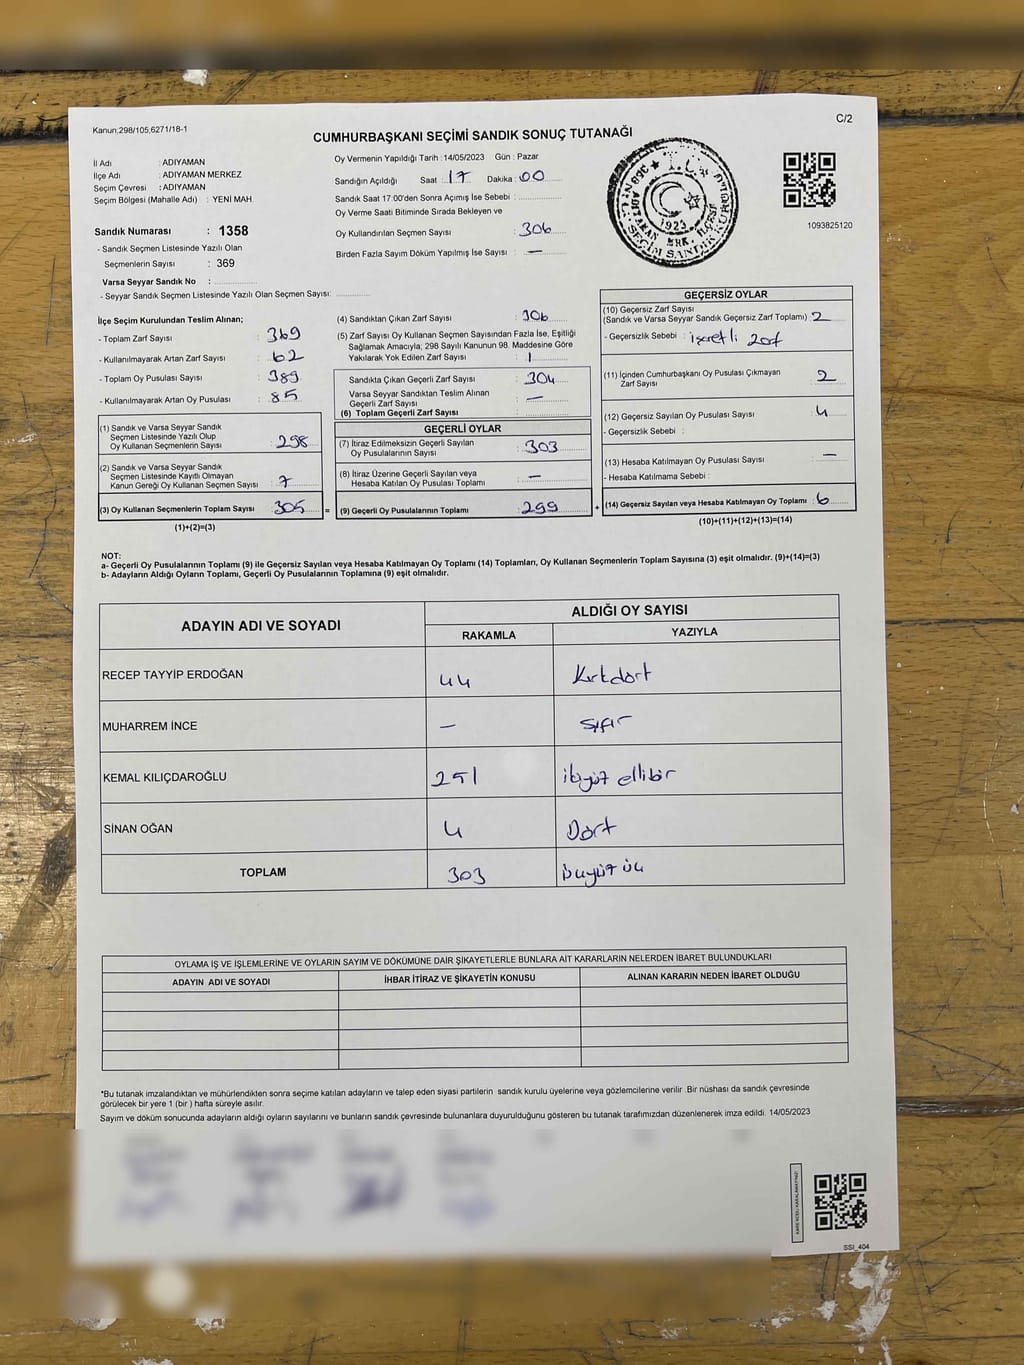 Kanun;298/105;6271/18-1
C/2
CUMHURBAŞKANI SEÇİMİ SANDIK SONUÇ TUTANAĞI
İl Adı : ADIYAMAN
İlçe Adı : ADIYAMAN MERKEZ
Seçim Çevresi : ADIYAMAN
Seçim Bölgesi (Mahalle Adı) : YENİ MAH.
Sandık Numarası : 1358
- Sandık Seçmen Listesinde Yazılı Olan
Seçmenlerin Sayısı : 369
Varsa Seyyar Sandık No :
- Seyyar Sandık Seçmen Listesinde Yazılı Olan Seçmen Sayısı:
Oy Vermenin Yapıldığı Tarih : 14/05/2023 Gün : Pazar
Sandığın Açıldığı Saat : 17 Dakika : 00
Sandık Saat 17.00'den Sonra Açımış İse Sebebi :
Oy Verme Saati Bitiminde Sırada Bekleyen ve
Oy Kullandırılan Seçmen Sayısı : 306
Birden Fazla Sayım Döküm Yapılmış İse Sayısı : —
1923
1093825120
İlçe Seçim Kurulundan Teslim Alınan;
- Toplam Zarf Sayısı : 369
- Kullanılmayarak Artan Zarf Sayısı : 62
- Toplam Oy Pusulası Sayısı : 389
- Kullanılmayarak Artan Oy Pusulası : 85
(1) Sandık ve Varsa Seyyar Sandık
Seçmen Listesinde Yazılı Olup
Oy Kullanan Seçmenlerin Sayısı : 298
(2) Sandık ve Varsa Seyyar Sandık
Seçmen Listesinde Kayıtlı Olmayan
Kanun Gereği Oy Kullanan Seçmen Sayısı : 7
(3) Oy Kullanan Seçmenlerin Toplam Sayısı : 305 =
(1)+(2)=(3)
(4) Sandıktan Çıkan Zarf Sayısı : 306
(5) Zarf Sayısı Oy Kullanan Seçmen Sayısından Fazla İse, Eşitliği
Sağlamak Amacıyla; 298 Sayılı Kanunun 98. Maddesine Göre
Yakılarak Yok Edilen Zarf Sayısı : 1
Sandıkta Çıkan Geçerli Zarf Sayısı : 304
Varsa Seyyar Sandıktan Teslim Alınan
Geçerli Zarf Sayısı : —
(6) Toplam Geçerli Zarf Sayısı :
GEÇERLİ OYLAR
(7) İtiraz Edilmeksizin Geçerli Sayılan
Oy Pusulalarının Sayısı : 303
(8) İtiraz Üzerine Geçerli Sayılan veya
Hesaba Katılan Oy Pusulası Toplamı : —
(9) Geçerli Oy Pusulalarının Toplamı : 299 +
GEÇERSİZ OYLAR
(10) Geçersiz Zarf Sayısı
(Sandık ve Varsa Seyyar Sandık Geçersiz Zarf Toplamı) : 2
- Geçersizlik Sebebi : işaretli zarf
(11) İçinden Cumhurbaşkanı Oy Pusulası Çıkmayan
Zarf Sayısı : 2
(12) Geçersiz Sayılan Oy Pusulası Sayısı : 4
- Geçersizlik Sebebi :
(13) Hesaba Katılmayan Oy Pusulası Sayısı : —
- Hesaba Katılmama Sebebi :
(14) Geçersiz Sayılan veya Hesaba Katılmayan Oy Toplamı : 6
(10)+(11)+(12)+(13)=(14)
NOT:
a- Geçerli Oy Pusulalarının Toplamı (9) ile Geçersiz Sayılan veya Hesaba Katılmayan Oy Toplamı (14) Toplamları, Oy Kullanan Seçmenlerin Toplam Sayısına (3) eşit olmalıdır. (9)+(14)=(3)
b- Adayların Aldığı Oyların Toplamı, Geçerli Oy Pusulalarının Toplamına (9) eşit olmalıdır.
ADAYIN ADI VE SOYADI
ALDIĞI OY SAYISI
RAKAMLA YAZIYLA
RECEP TAYYİP ERDOĞAN 44 Kırkdört
MUHARREM İNCE — Sıfır
KEMAL KILIÇDAROĞLU 251 ikiyüz ellibir
SİNAN OĞAN 4 Dört
TOPLAM 303 üçyüz üç
OYLAMA İŞ VE İŞLEMLERİNE VE OYLARIN SAYIM VE DÖKÜMÜNE DAİR ŞİKAYETLERLE BUNLARA AİT KARARLARIN NELERDEN İBARET BULUNDUKLARI
ADAYIN ADI VE SOYADI İHBAR İTİRAZ VE ŞİKAYETİN KONUSU ALINAN KARARIN NEDEN İBARET OLDUĞU
*Bu tutanak imzalandıktan ve mühürlendikten sonra seçime katılan adayların ve talep eden siyasi partilerin sandık kurulu üyelerine veya gözlemcilerine verilir. Bir nüshası da sandık çevresinde
görülecek bir yere 1 (bir ) hafta süreyle asılır.
Sayım ve döküm sonucunda adayların aldığı oyların sayılarını ve bunların sandık çevresinde bulunanlara duyurulduğunu gösteren bu tutanak tarafımızdan düzenlenerek imza edildi. 14/05/2023
SSI_404